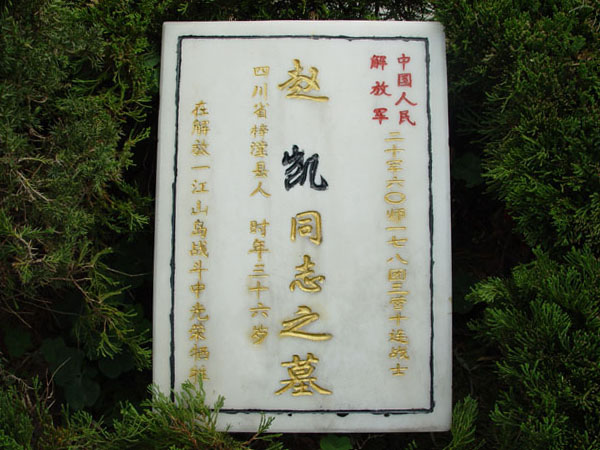 中国人民
解放军
二十军六〇师一七八团三营十连战士
赵凯同志之墓
四川省梓潼县人 时年三十六岁
在解放一江山岛战斗中光荣牺牲